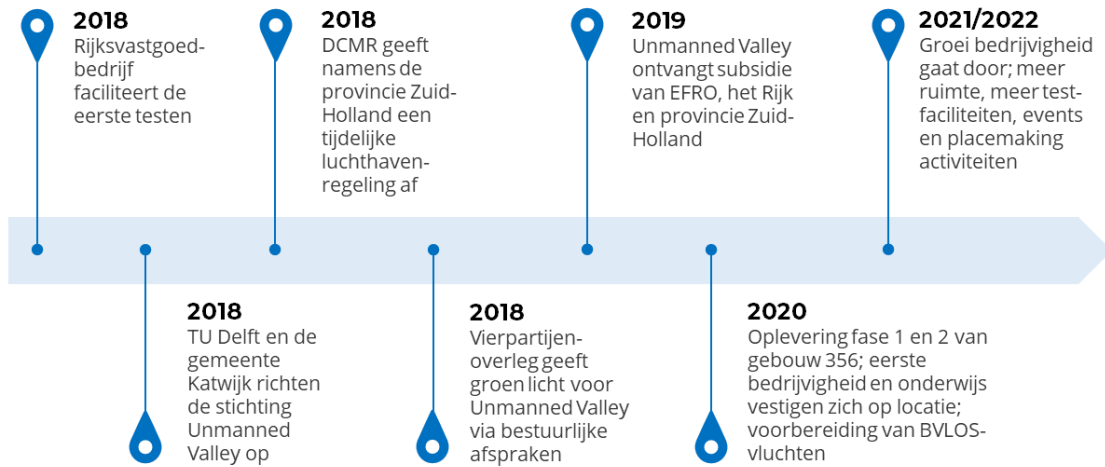 2018
Rijksvastgoed-
bedrijf
faciliteert de
eerste testen
2018
TU Delft en de
gemeente
Katwijk richten
de stichting
Unmanned
Valley op
2018
DCMR geeft
namens de
provincie Zuid-
Holland een
tijdelijke
luchthaven-
regeling af
2018
Vierpartijen-
overleg geeft
groen licht voor
Unmanned Valley
via bestuurlijke
afspraken
2019
Unmanned Valley
ontvangt subsidie
van EFRO, het Rijk
en provincie Zuid-
Holland
2020
Oplevering fase 1 en 2 van
gebouw 356; eerste
bedrijvigheid en onderwijs
vestigen zich op locatie;
voorbereiding van BVLOS-
vluchten
2021/2022
Groei bedrijvigheid
gaat door; meer
ruimte, meer test-
faciliteiten, events
en placemaking
activiteiten